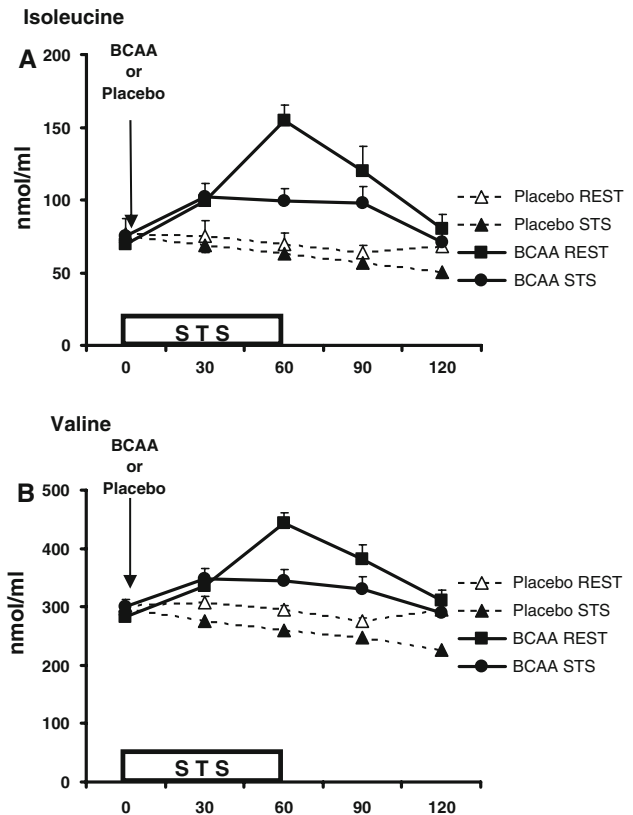 Isoleucine
A
BCAA
or
Placebo
200
150
100
50
0
nmol/ml
S T S
0 30 60 90 120
Placebo REST
Placebo STS
BCAA REST
BCAA STS
Valine
B
BCAA
or
Placebo
500
400
300
200
100
0
nmol/ml
S T S
0 30 60 90 120
Placebo REST
Placebo STS
BCAA REST
BCAA STS